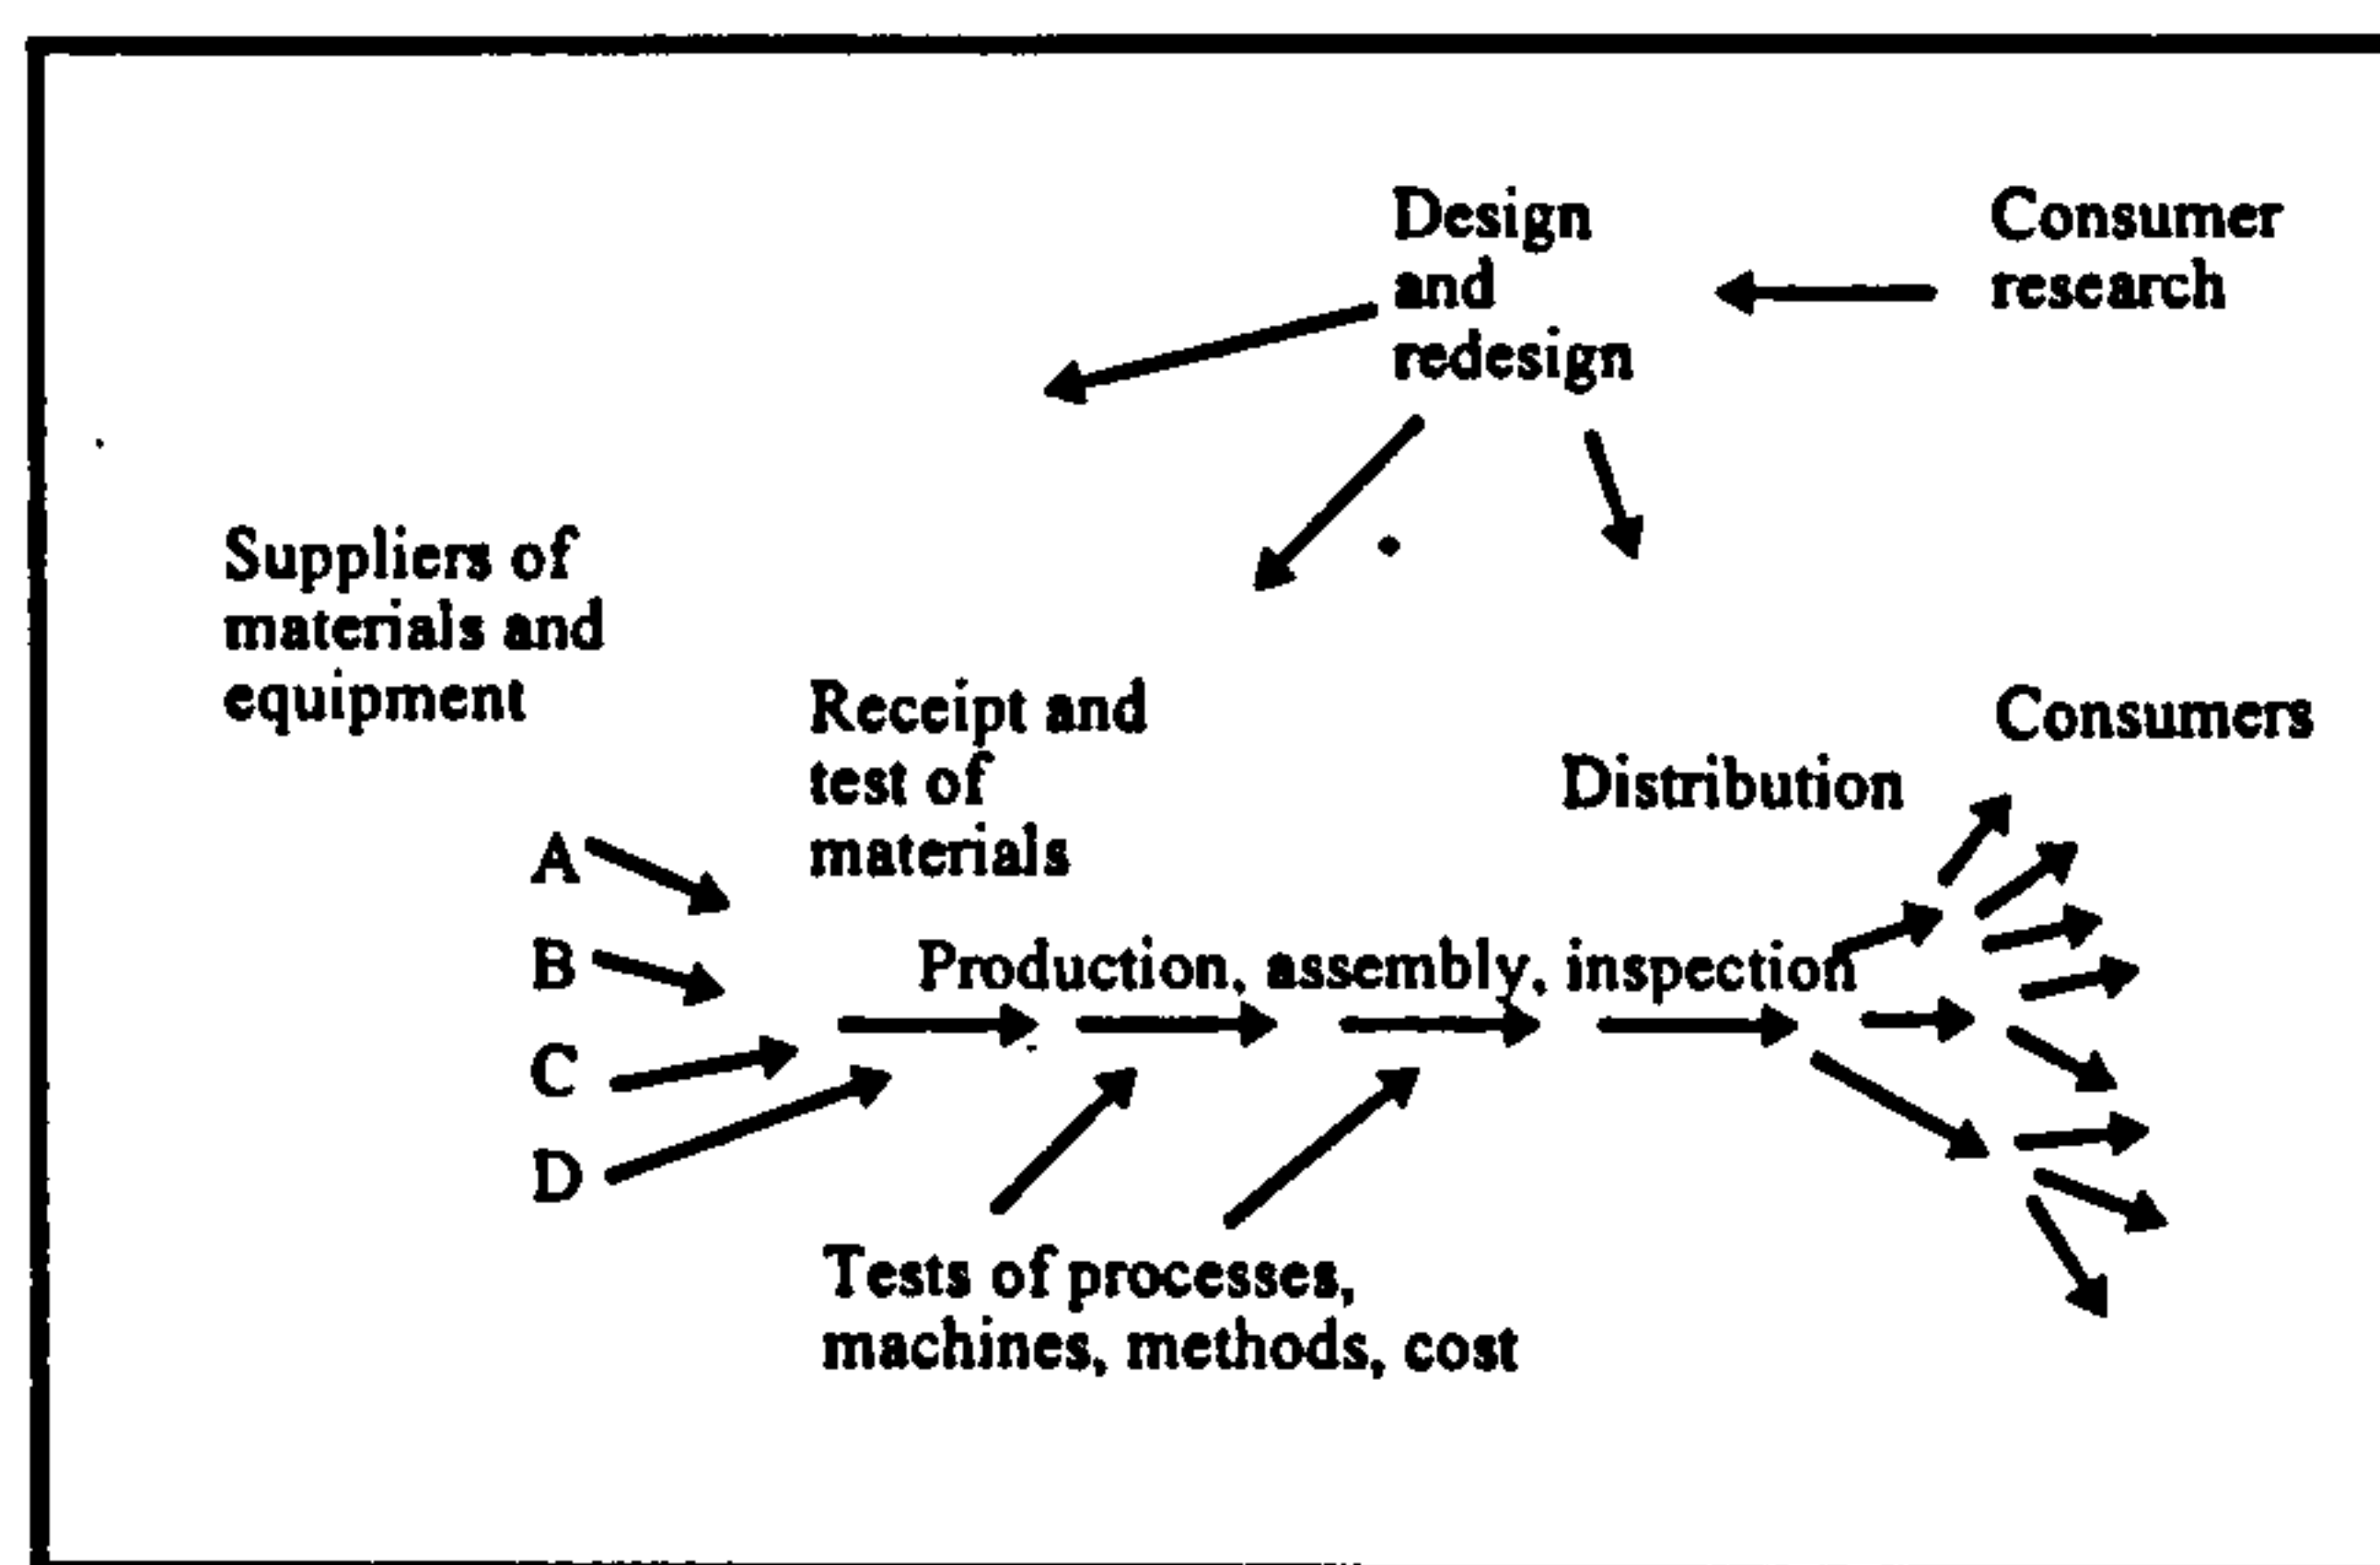 Design
and
redesign
Consumer
research
Suppliers of
materials and
equipment
Receipt and
test of
materials
Consumers
Distribution
A
B
C
D
Production, assembly, inspection
Tests of processes,
machines, methods, cost